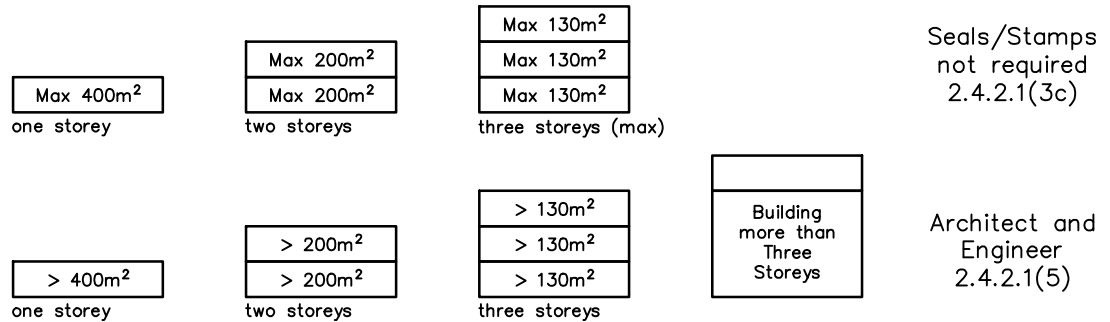 Max 400m²
one storey
Max 200m²
Max 200m²
two storeys
Max 130m²
Max 130m²
Max 130m²
three storeys (max)
Seals/Stamps
not required
2.4.2.1(3c)
> 400m²
one storey
> 200m²
> 200m²
two storeys
> 130m²
> 130m²
> 130m²
three storeys
Building
more than
Three
Storeys
Architect and
Engineer
2.4.2.1(5)